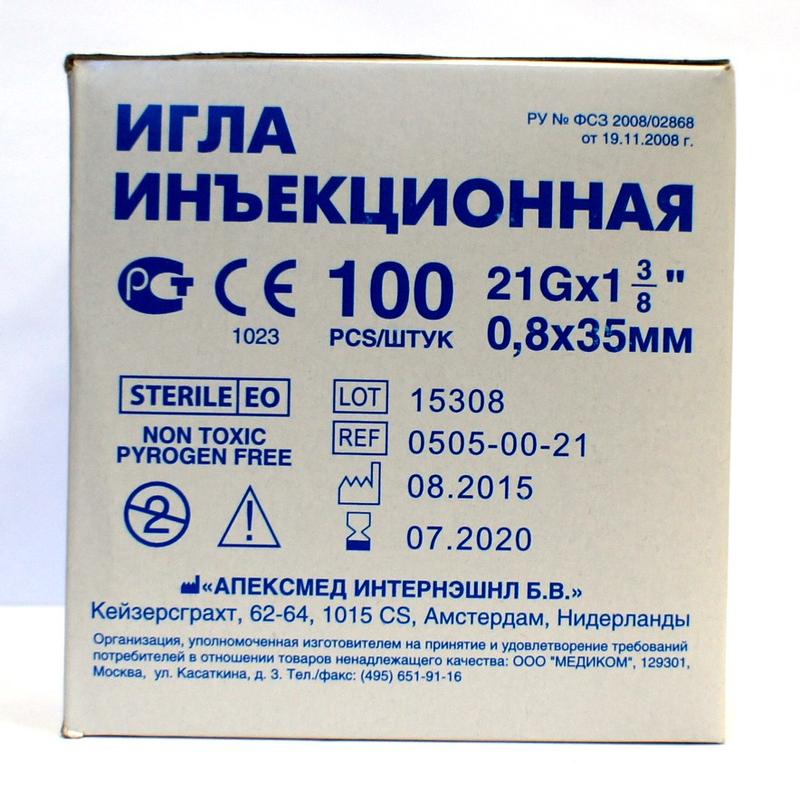 ИГЛА
ИНЪЕКЦИОННАЯ
РУ № ФСЗ 2008/02868
от 19.11.2008 г.
РСТ CE 100 21Gx1 3/8 "
1023 PCS/ШТУК 0,8х35мм
STERILE EO
NON TOXIC
PYROGEN FREE
2 !
LOT 15308
REF 0505-00-21
08.2015
07.2020
«АПЕКСМЕД ИНТЕРНЭШНЛ Б.В.»
Кейзерсграхт, 62-64, 1015 CS, Амстердам, Нидерланды
Организация, уполномоченная изготовителем на принятие и удовлетворение требований
потребителей в отношении товаров ненадлежащего качества: ООО "МЕДИКОМ", 129301,
Москва, ул. Касаткина, д. 3. Тел./факс: (495) 651-91-16